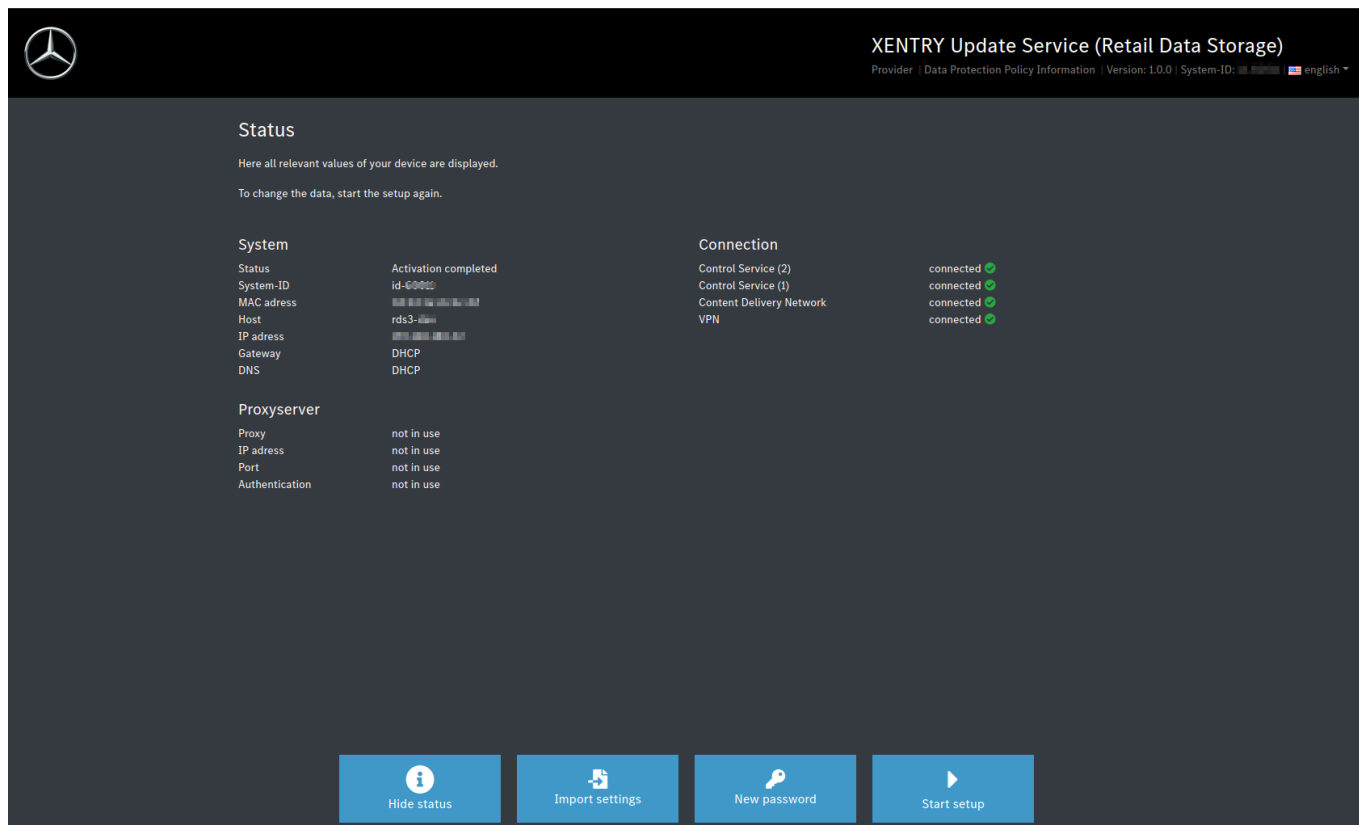 XENTRY Update Service (Retail Data Storage)
Provider | Data Protection Policy Information | Version: 1.0.0 | System-ID: | english
Status
Here all relevant values of your device are displayed.
To change the data, start the setup again.
System
Status Activation completed
System-ID
MAC adress
Host rds3-
IP adress
Gateway DHCP
DNS DHCP
Proxyserver
Proxy not in use
IP adress not in use
Port not in use
Authentication not in use
Connection
Control Service (2) connected
Control Service (1) connected
Content Delivery Network connected
VPN connected
Hide status
Import settings
New password
Start setup